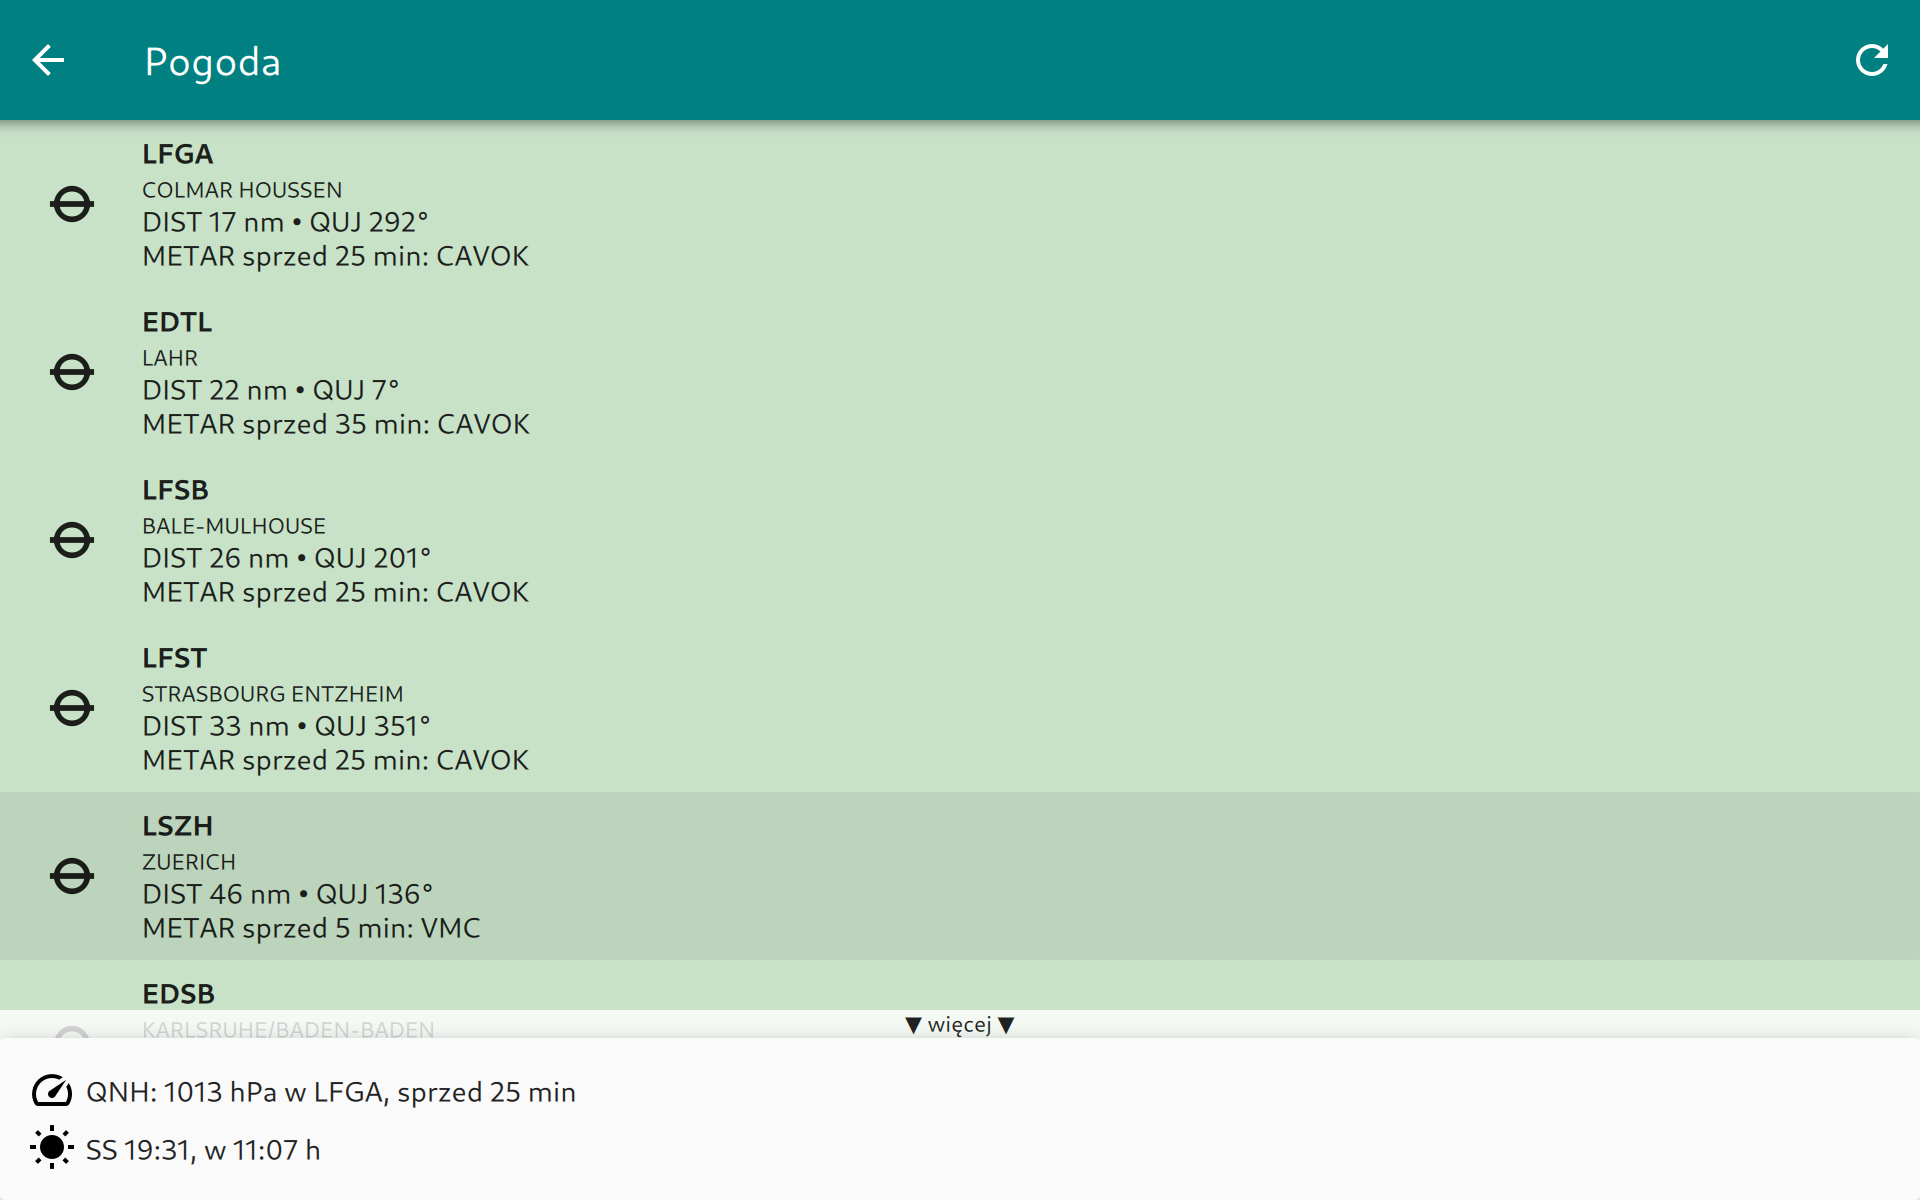 Pogoda
LFGA
COLMAR HOUSSEN
DIST 17 nm • QUJ 292°
METAR sprzed 25 min: CAVOK
EDTL
LAHR
DIST 22 nm • QUJ 7°
METAR sprzed 35 min: CAVOK
LFSB
BALE-MULHOUSE
DIST 26 nm • QUJ 201°
METAR sprzed 25 min: CAVOK
LFST
STRASBOURG ENTZHEIM
DIST 33 nm • QUJ 351°
METAR sprzed 25 min: CAVOK
LSZH
ZUERICH
DIST 46 nm • QUJ 136°
METAR sprzed 5 min: VMC
EDSB
KARLSRUHE/BADEN-BADEN
▼ więcej ▼
QNH: 1013 hPa w LFGA, sprzed 25 min
SS 19:31, w 11:07 h